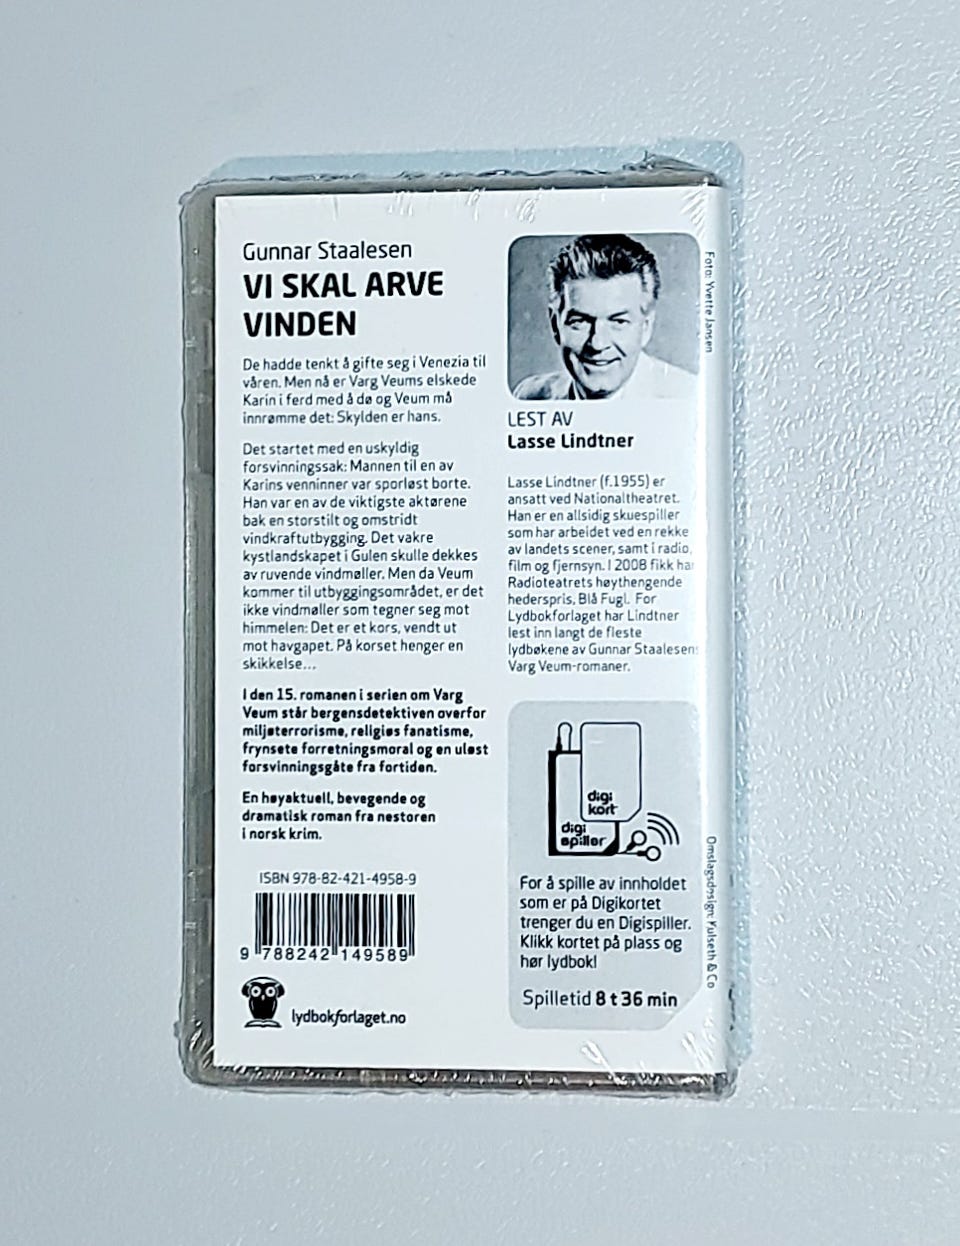 Gunnar Staalesen
VI SKAL ARVE
VINDEN
De hadde tenkt å gifte seg i Venezia til
våren. Men nå er Varg Veums elskede
Karin i ferd med å dø og Veum må
innrømme det: Skylden er hans.
Det startet med en uskyldig
forsvinningssak: Mannen til en av
Karins venninner var sporløst borte.
Han var en av de viktigste aktørene
bak en storstilt og omstridt
vindkraftutbygging. Det vakre
kystlandskapet i Gulen skulle dekkes
av ruvende vindmøller. Men da Veum
kommer til utbyggingsområdet, er det
ikke vindmøller som tegner seg mot
himmelen: Det er et kors, vendt ut
mot havgapet. På korset henger en
skikkelse...
I den 15. romanen i serien om Varg
Veum står bergensdetektiven overfor
miljøterrorisme, religiøs fanatisme,
frynsete forretningsmoral og en uløst
forsvinningsgåte fra fortiden.
En høyaktuell, bevegende og
dramatisk roman fra nestoren
i norsk krim.
ISBN 978-82-421-4958-9
9 788242 149589
lydbokforlaget.no
LEST AV
Lasse Lindtner
Lasse Lindtner (f.1955) er
ansatt ved Nationaltheatret.
Han er en allsidig skuespiller
som har arbeidet ved en rekke
av landets scener, samt i radio,
film og fjernsyn. I 2008 fikk han
Radioteatrets høythengende
hederspris, Blå Fugl. For
Lydbokforlaget har Lindtner
lest inn langt de fleste
lydbøkene av Gunnar Staalesens
Varg Veum-romaner.
digi
kort
digi
spiller
For å spille av innholdet
som er på Digikortet
trenger du en Digispiller.
Klikk kortet på plass og
hør lydbok!
Spilletid 8 t 36 min
Foto: Yvette Jansen
Omslagsdesign: Kulseth & Co